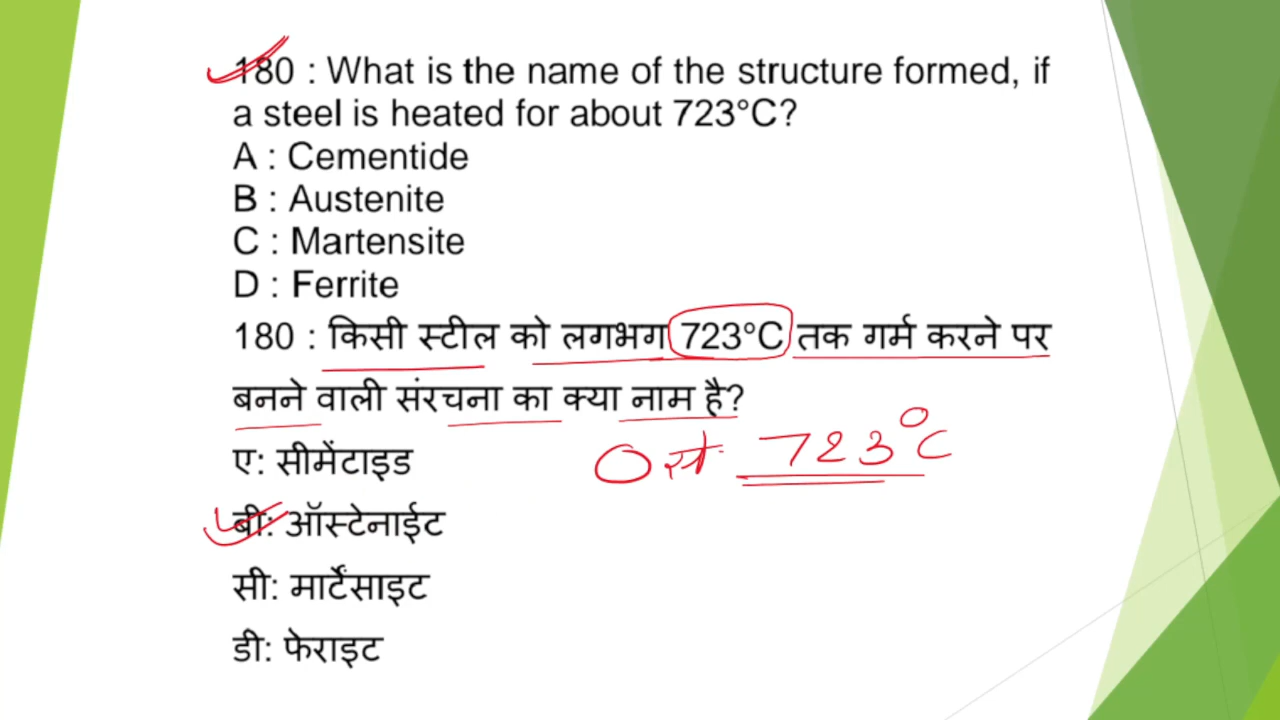 180 : What is the name of the structure formed, if
a steel is heated for about 723°C?
A : Cementide
B : Austenite
C : Martensite
D : Ferrite
180 : किसी स्टील को लगभग 723°C तक गर्म करने पर
बनने वाली संरचना का क्या नाम है?
ए: सीमेंटाइड
0 से 723°C
बी: ऑस्टेनाईट
सी: मार्टेंसाइट
डी: फेराइट